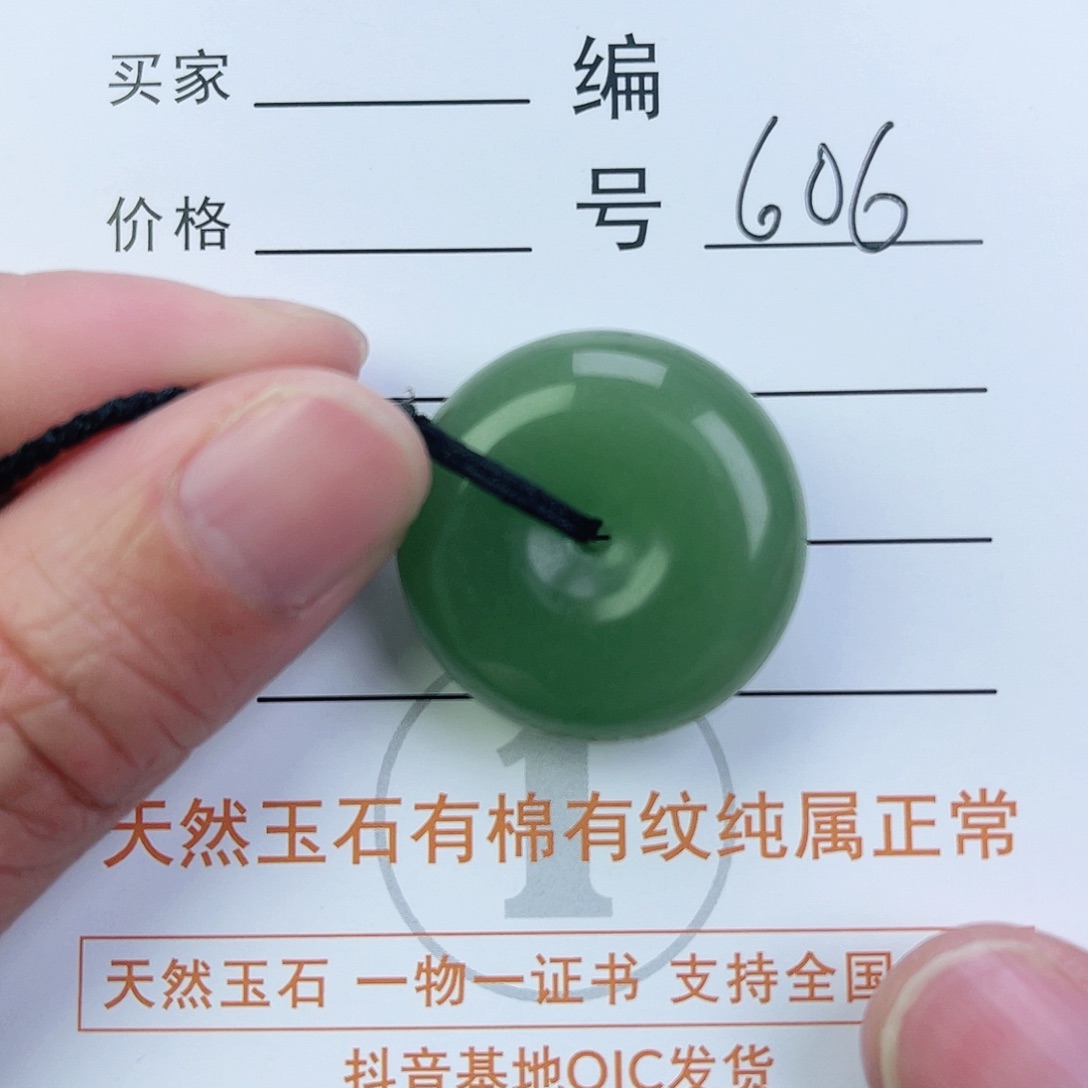 买家
价格
编号 606
天然玉石有棉有纹纯属正常
天然玉石 一物一证书 支持全国
抖音基地QIC发货
1